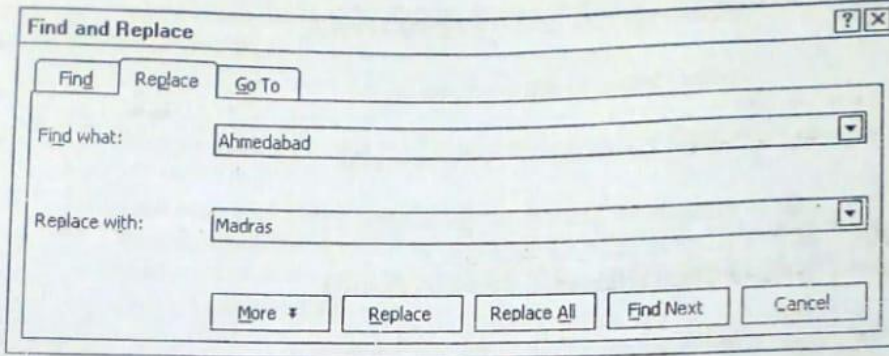 Find and Replace
Find Replace Go To
Find what: Ahmedabad
Replace with: Madras
More Replace Replace All Find Next Cancel